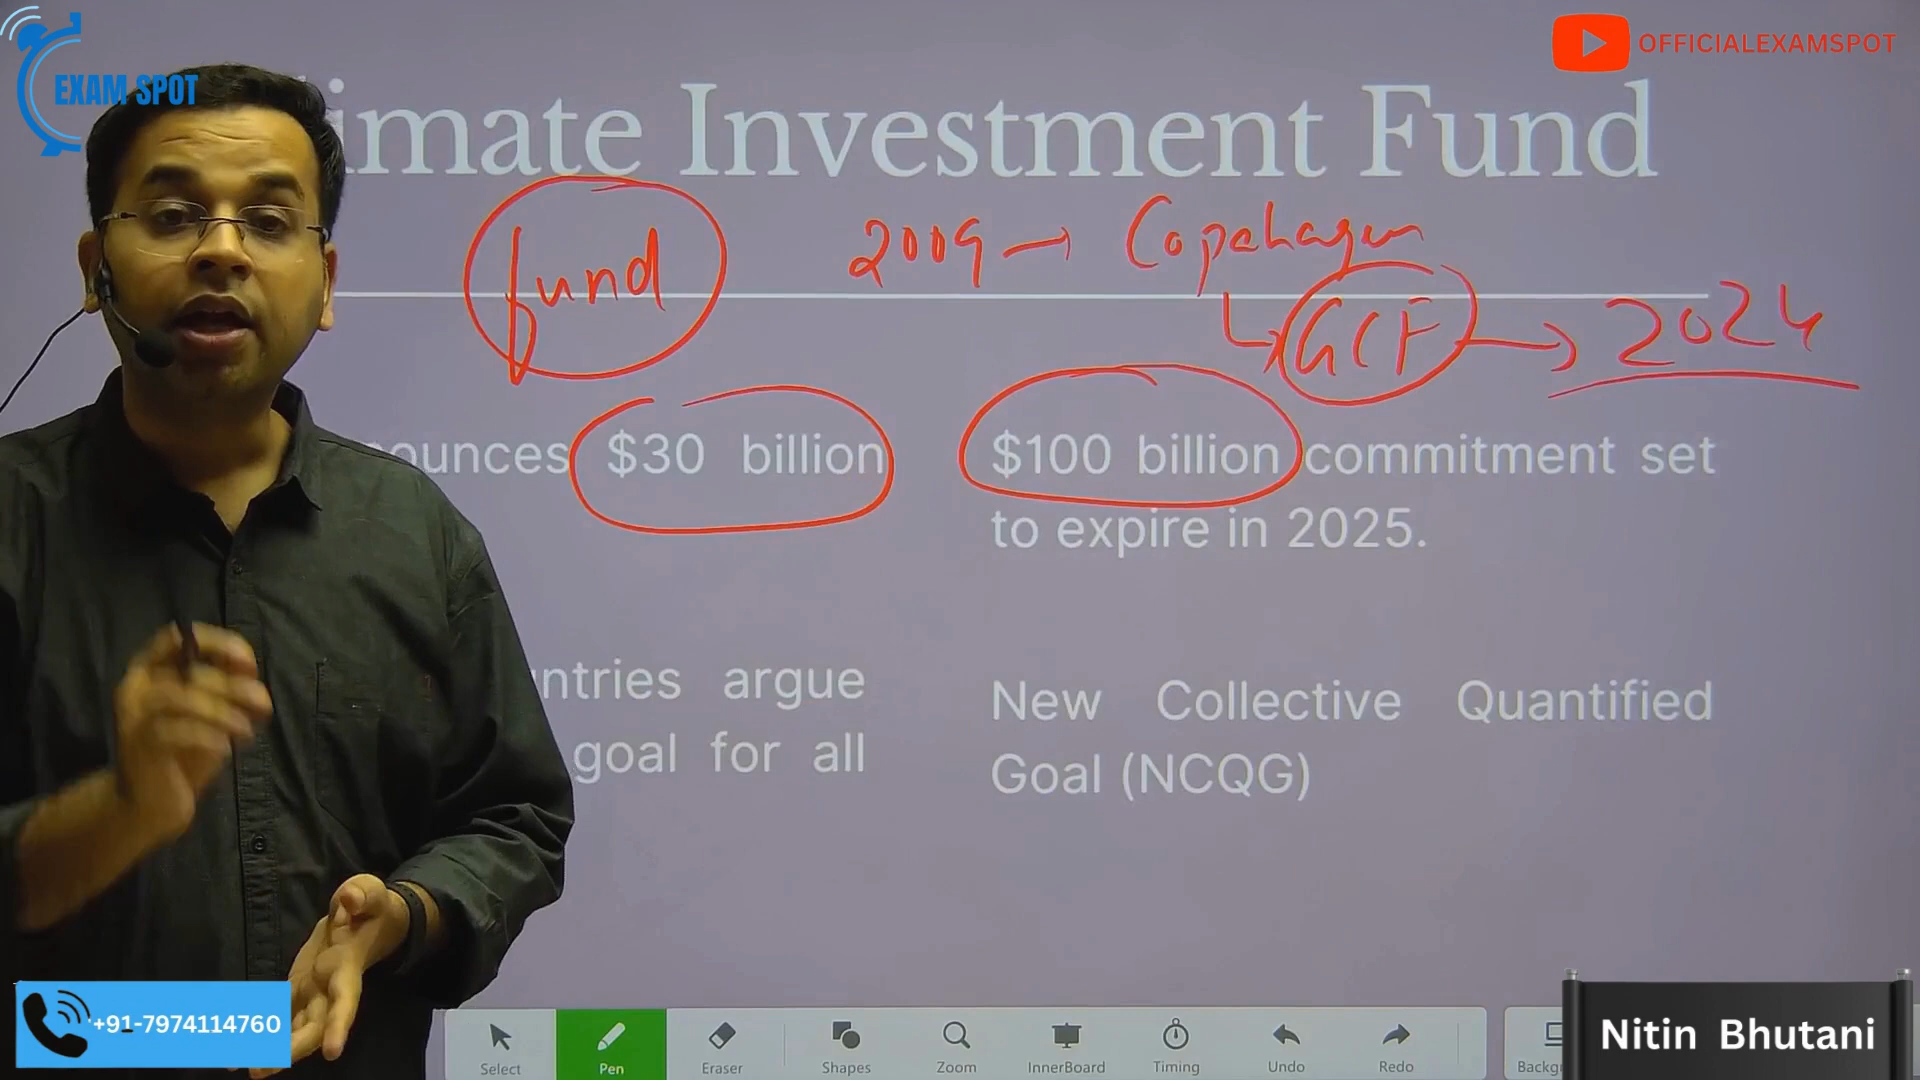 EXAM SPOT
OFFICIALEXAMSPOT
imate Investment Fund
fund
2009 → Copehagen
GCF → 2024
ounces $30 billion
$100 billion commitment set
to expire in 2025.
ntries argue
goal for all
New Collective Quantified
Goal (NCQG)
+91-7974114760
Select
Pen
Eraser
Shapes
Zoom
InnerBoard
Timing
Undo
Redo
Backg
Nitin Bhutani